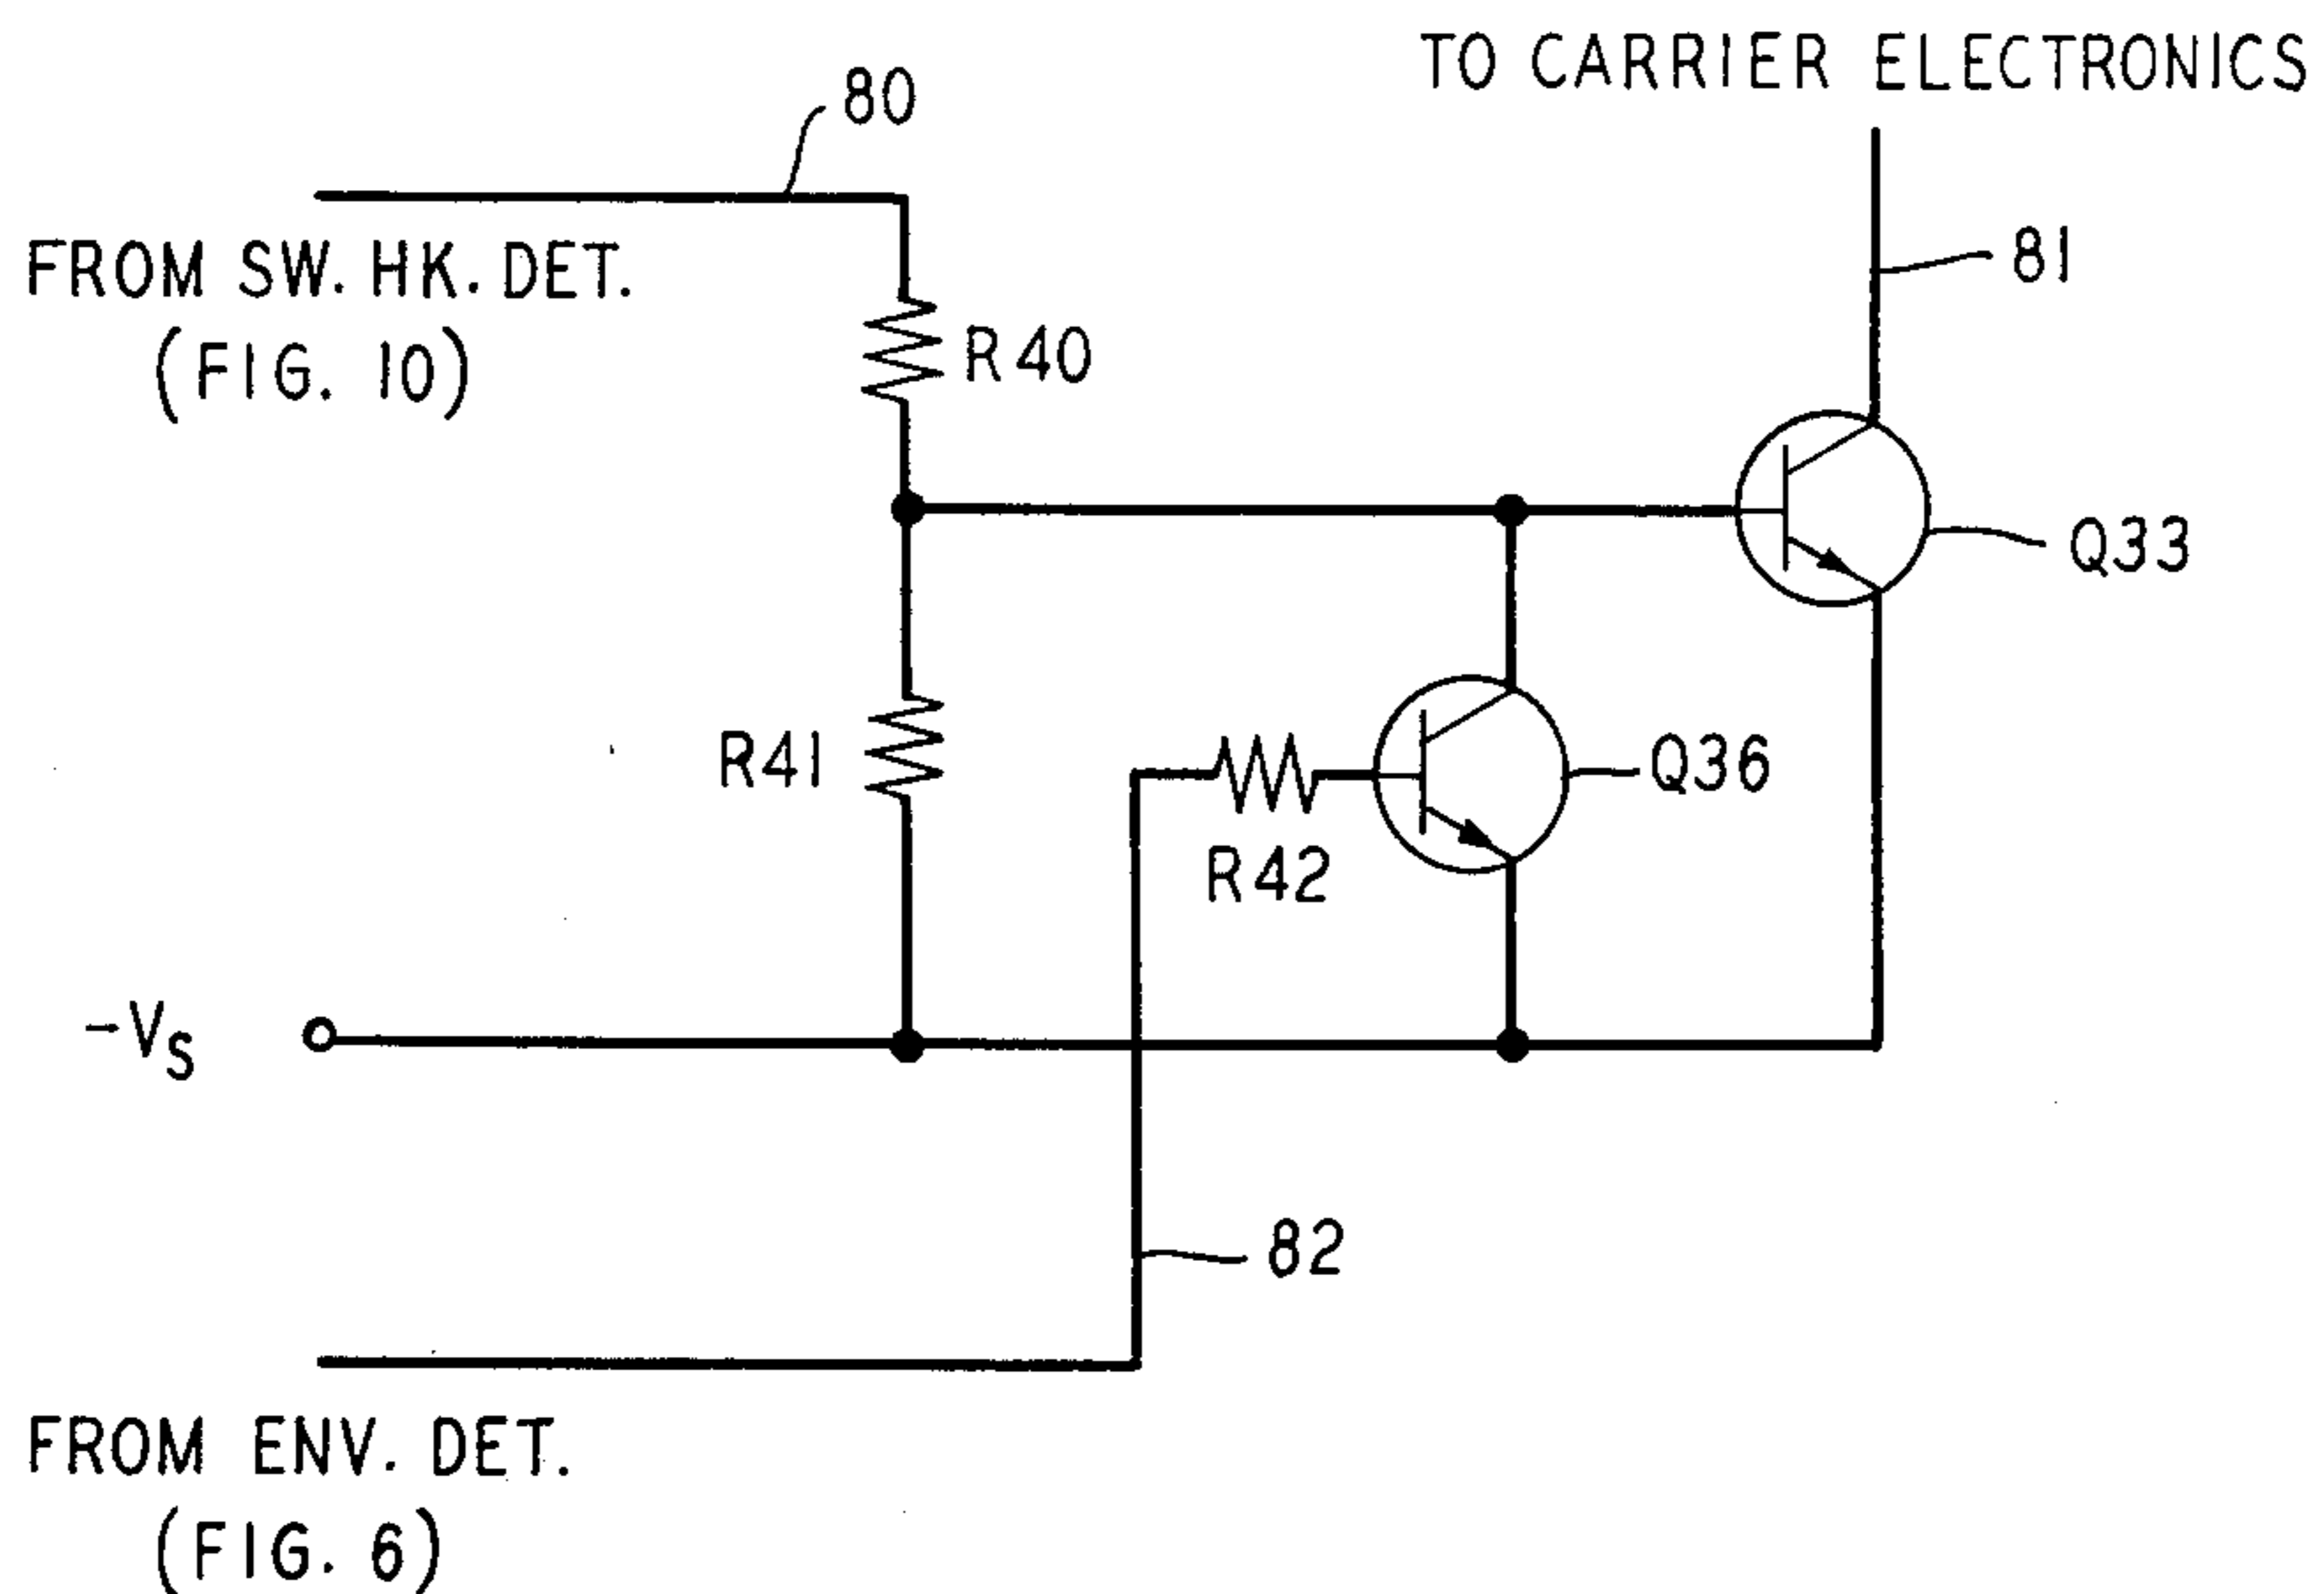 TO CARRIER ELECTRONICS
80
FROM SW. HK. DET.
(FIG. 10)
81
R40
Q33
R41
Q36
R42
-VS
82
FROM ENV. DET.
(FIG. 6)